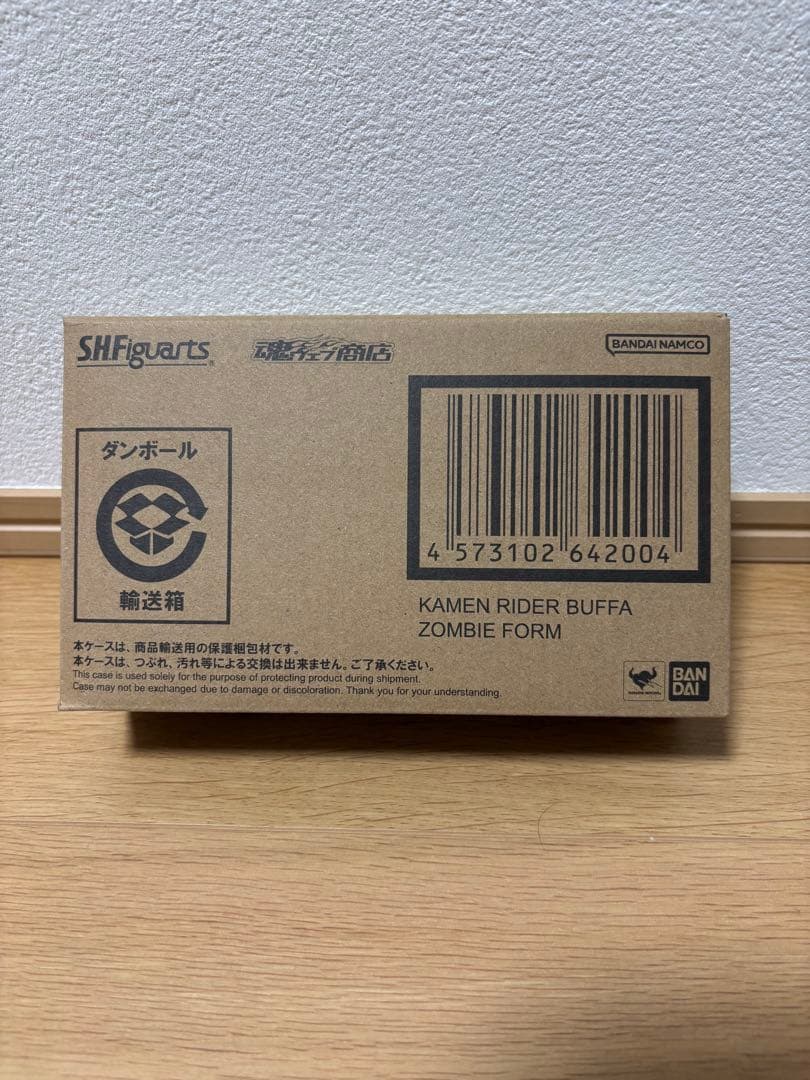 S.H.Figuarts
魂ウェブ商店
BANDAI NAMCO
ダンボール
輸送箱
4 573102 642004
KAMEN RIDER BUFFA
ZOMBIE FORM
本ケースは、商品輸送用の保護梱包材です。
本ケースは、つぶれ、汚れ等による交換は出来ません。ご了承ください。
This case is used solely for the purpose of protecting product during shipment.
Case may not be exchanged due to damage or discoloration. Thank you for your understanding.
BAN
DAI